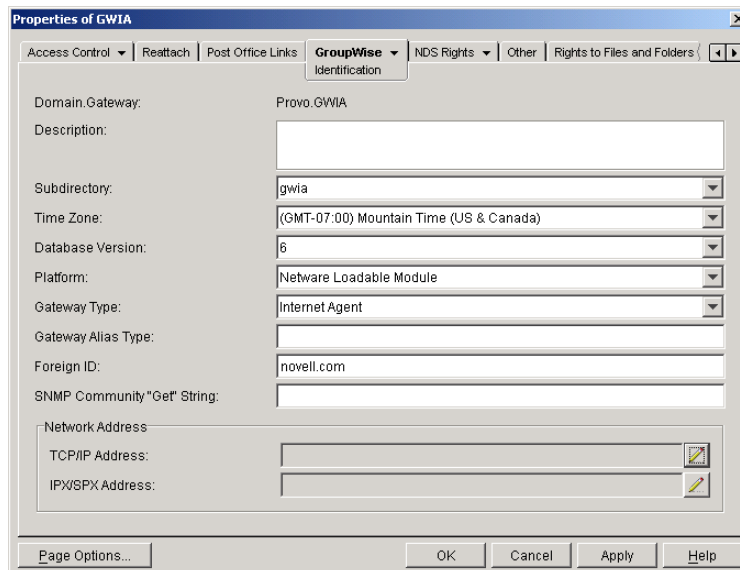 Properties of GWIA
Access Control Reattach Post Office Links GroupWise NDS Rights Other Rights to Files and Folders
Identification
Domain.Gateway: Provo.GWIA
Description:
Subdirectory: gwia
Time Zone: (GMT-07:00) Mountain Time (US & Canada)
Database Version: 6
Platform: Netware Loadable Module
Gateway Type: Internet Agent
Gateway Alias Type:
Foreign ID: novell.com
SNMP Community "Get" String:
Network Address
TCP/IP Address:
IPX/SPX Address:
Page Options... OK Cancel Apply Help